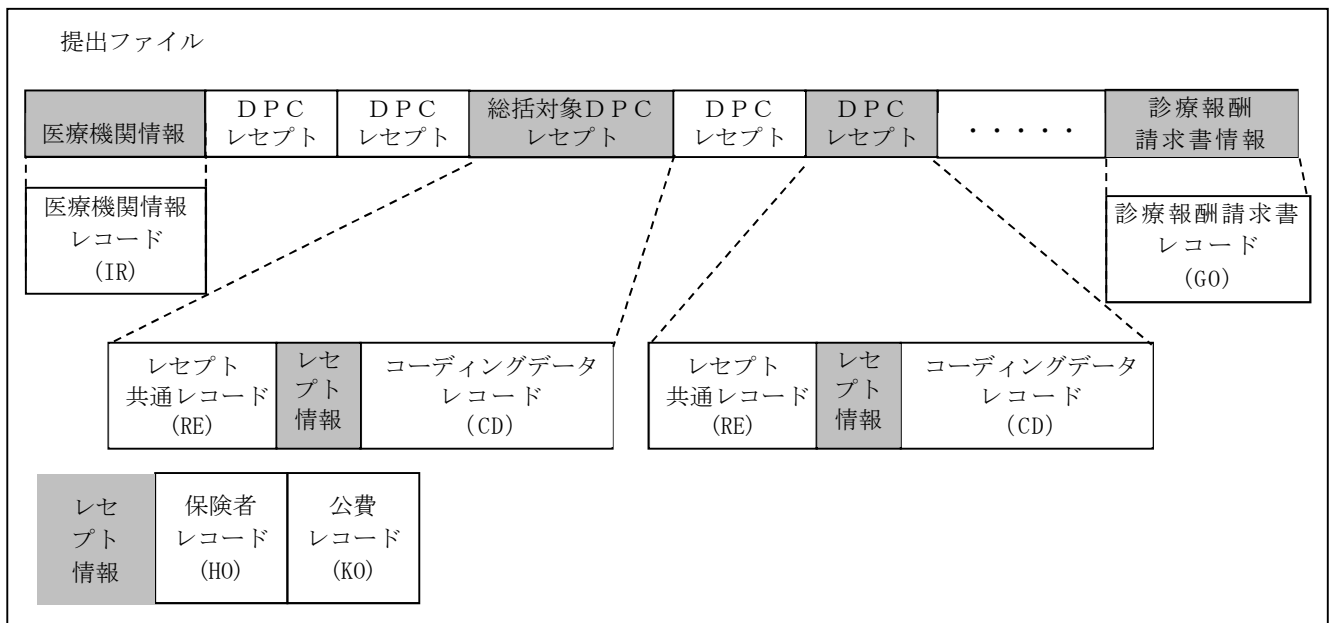 提出ファイル
医療機関情報
ＤＰＣ
レセプト
ＤＰＣ
レセプト
総括対象ＤＰＣ
レセプト
ＤＰＣ
レセプト
ＤＰＣ
レセプト
・・・・・
診療報酬
請求書情報
医療機関情報
レコード
(IR)
診療報酬請求書
レコード
(GO)
レセプト
共通レコード
(RE)
レセ
プト
情報
コーディングデータ
レコード
(CD)
レセプト
共通レコード
(RE)
レセ
プト
情報
コーディングデータ
レコード
(CD)
レセ
プト
情報
保険者
レコード
(HO)
公費
レコード
(KO)